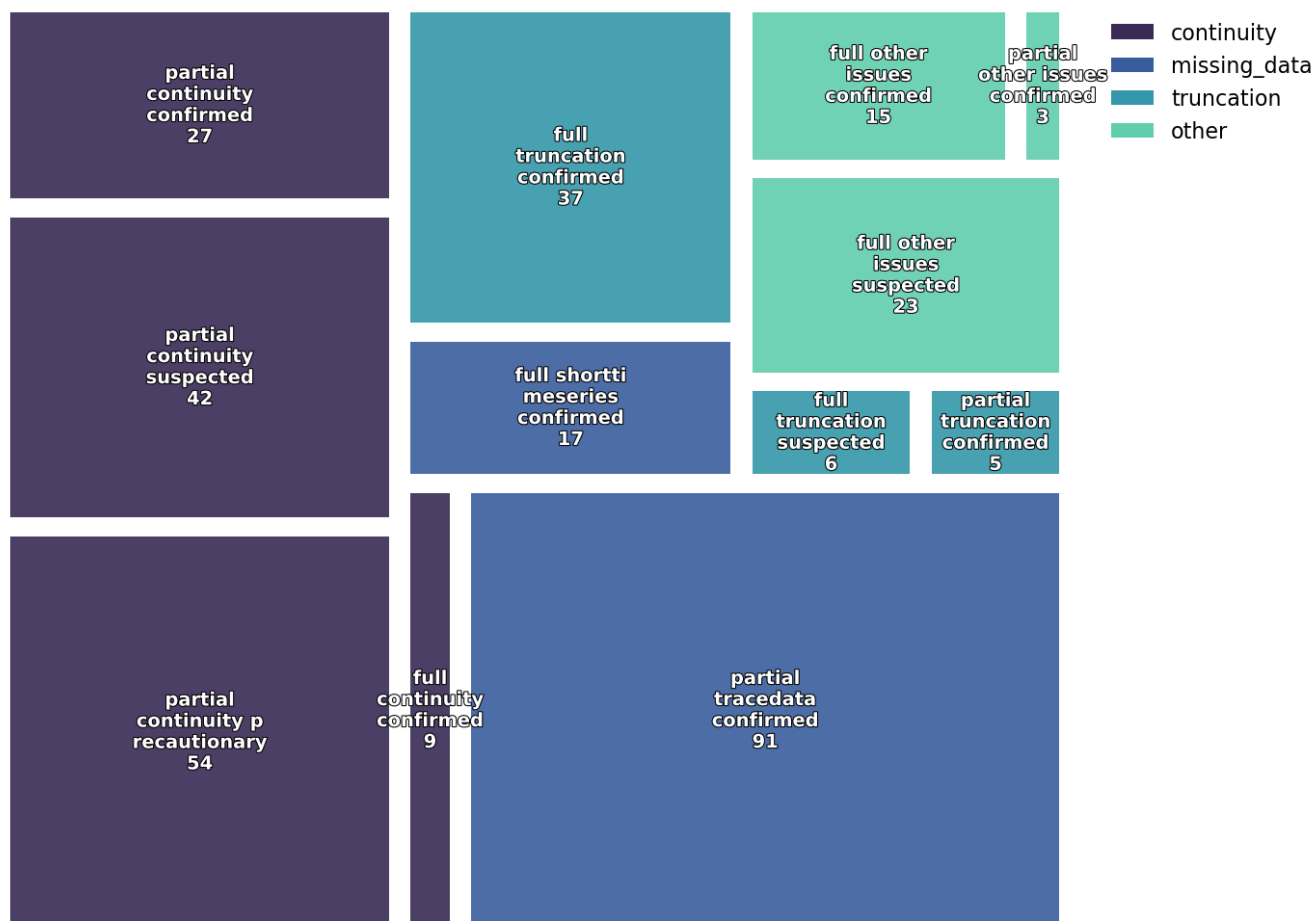 partial
continuity
confirmed
27
partial
continuity
suspected
42
partial
continuity p
recautionary
54
full
truncation
confirmed
37
full shortti
meseries
confirmed
17
full
continuity
confirmed
9
partial
tracedata
confirmed
91
full other
issues
confirmed
15
partial
other issues
confirmed
3
full other
issues
suspected
23
full
truncation
suspected
6
partial
truncation
confirmed
5
continuity
missing_data
truncation
other